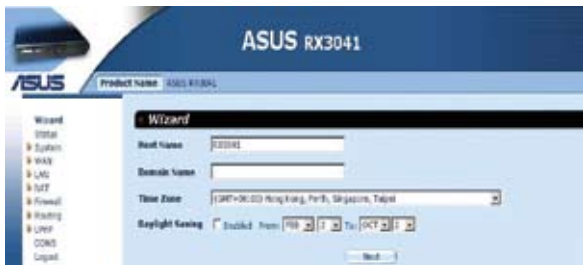 ASUS RX3041
ASUS
Product Name ASUS RX3041
Wizard
Status
System
WAN
LAN
NAT
Firewall
Routing
UPnP
DDNS
Logout
Wizard
Host Name RX3041
Domain Name
Time Zone (GMT+08:00) Hong Kong, Perth, Singapore, Taipei
Daylight Saving Enabled From: FEB To: OCT
Next